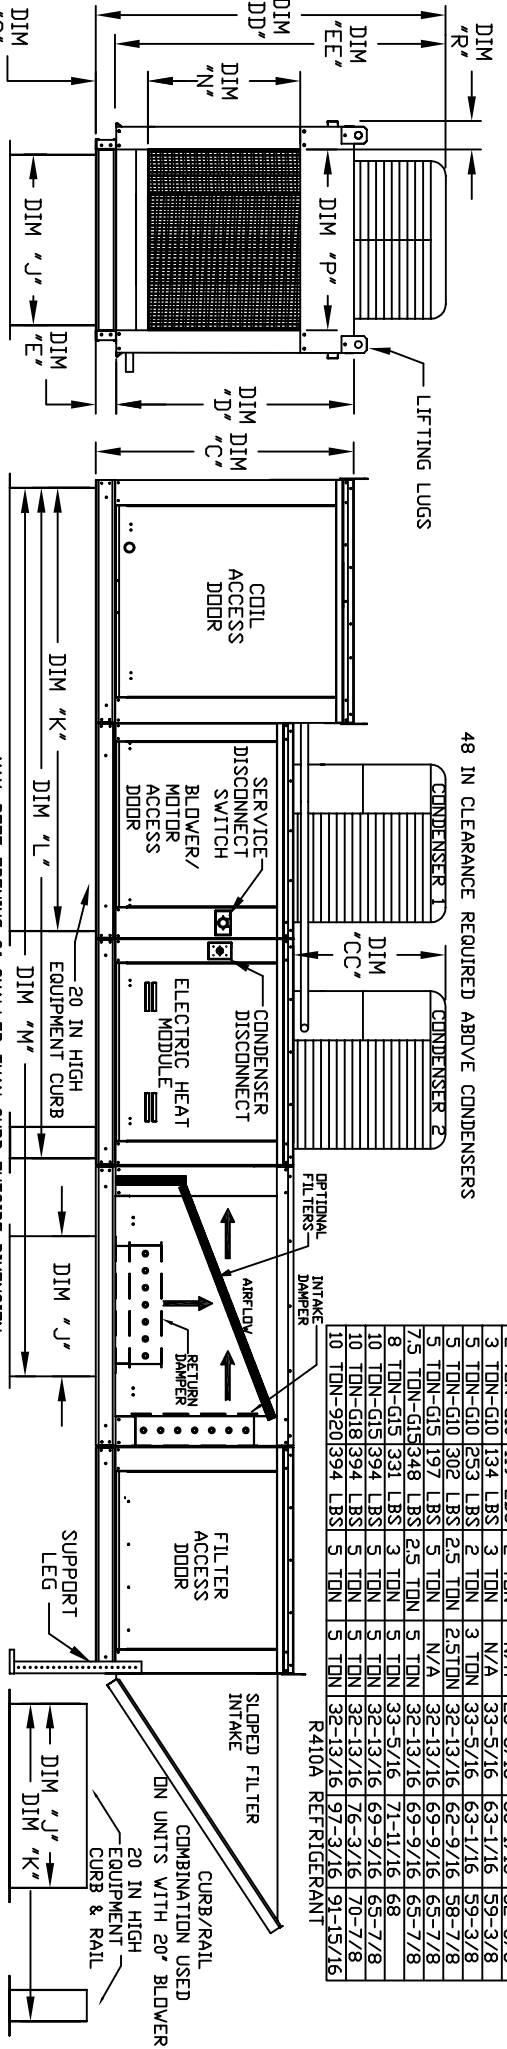 48 IN CLEARANCE REQUIRED ABOVE CONDENSERS
3 TON-G10 134 LBS 3 TON N/A 33-5/16 63-1/16 59-3/8
5 TON-G10 253 LBS 2 TON 3 TON 33-5/16 63-1/16 59-3/8
5 TON-G10 302 LBS 2.5 TON 2.5TON 32-13/16 62-9/16 58-7/8
5 TON-G15 197 LBS 5 TON N/A 32-13/16 69-9/16 65-7/8
7.5 TON-G15 348 LBS 2.5 TON 5 TON 32-13/16 69-9/16 65-7/8
8 TON-G15 331 LBS 3 TON 5 TON 33-5/16 71-11/16 68
10 TON-G15 394 LBS 5 TON 5 TON 32-13/16 69-9/16 65-7/8
10 TON-G18 394 LBS 5 TON 5 TON 32-13/16 76-3/16 70-7/8
10 TON-920 394 LBS 5 TON 5 TON 32-13/16 97-3/16 91-15/16
R410A REFRIGERANT
DIM
"R"
DIM
"EE"
DIM
"DD"
DIM
"N"
DIM "P"
DIM "J"
DIM
"E"
DIM
LIFTING LUGS
DIM
"D"
DIM
"C"
COIL
ACCESS
DOOR
CONDENSER 1
CONDENSER 2
DIM
"CC"
SERVICE
DISCONNECT
SWITCH
BLOWER/
MOTOR
ACCESS
DOOR
CONDENSER
DISCONNECT
ELECTRIC HEAT
MODULE
OPTIONAL
FILTERS
INTAKE
DAMPER
AIRFLOW
RETURN
DAMPER
FILTER
ACCESS
DOOR
SLOPED FILTER
INTAKE
SUPPORT
LEG
DIM "K"
DIM "L"
DIM "M"
20 IN HIGH
EQUIPMENT CURB
DIM "J"
CURB/RAIL
COMBINATION USED
ON UNITS WITH 20" BLOWER
20 IN HIGH
EQUIPMENT
CURB & RAIL
DIM "J"
DIM "K"